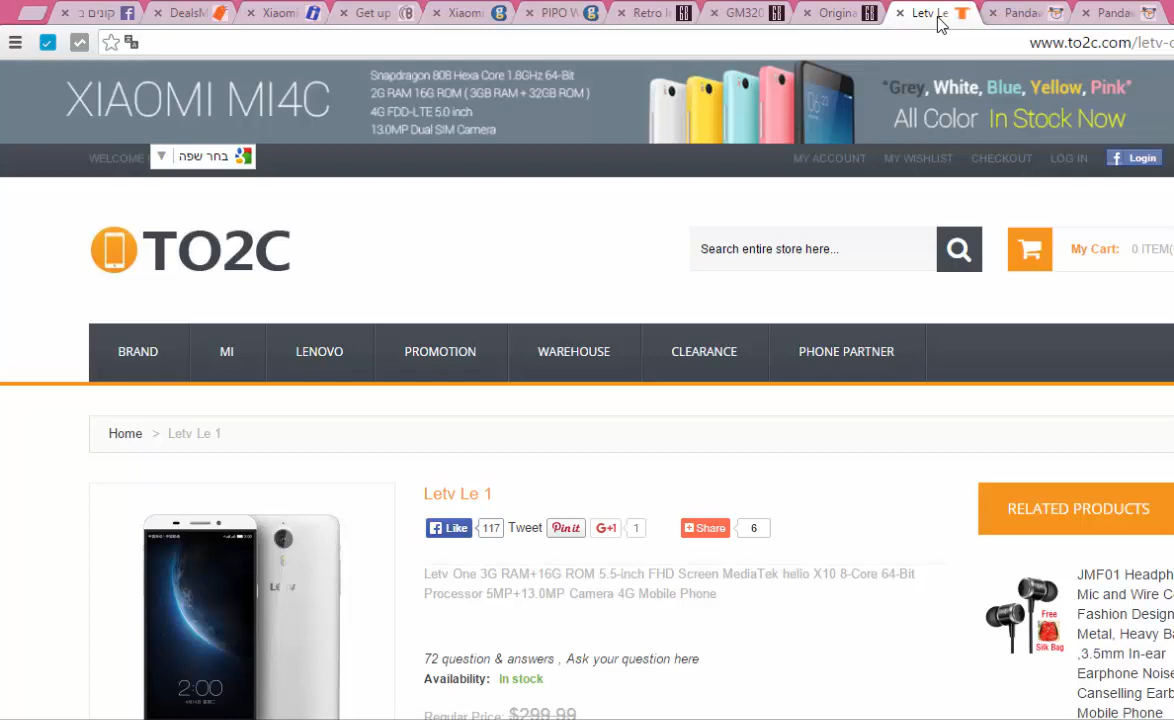 קונים ב
DealsM
Xiaomi
Get up
Xiaomi
PIPO W
Retro
GM320
Origina
Letv Le
Panda
Panda
www.to2c.com/letv-
XIAOMI MI4C
Snapdragon 808 Hexa Core 1.8GHz 64-Bit
2G RAM 16G ROM ( 3GB RAM + 32GB ROM )
4G FDD-LTE 5.0 inch
13.0MP Dual SIM Camera
"Grey, White, Blue, Yellow, Pink"
All Color In Stock Now
WELCOME
בחר שפה
MY ACCOUNT MY WISHLIST CHECKOUT LOG IN Login
TO2C
Search entire store here...
My Cart: 0 ITEM(
BRAND MI LENOVO PROMOTION WAREHOUSE CLEARANCE PHONE PARTNER
Home > Letv Le 1
Letv Le 1
Like 117 Tweet Pinit G+1 1 Share 6
Letv One 3G RAM+16G ROM 5.5-inch FHD Screen MediaTek helio X10 8-Core 64-Bit
Processor 5MP+13.0MP Camera 4G Mobile Phone
72 question & answers , Ask your question here
Availability: In stock
Regular Price: $299.99
Letv
2:00
RELATED PRODUCTS
Free
Silk Bag
JMF01 Headph
Mic and Wire Co
Fashion Design
Metal, Heavy Ba
,3.5mm In-ear
Earphone Noise
Canselling Earb
Mobile Phone